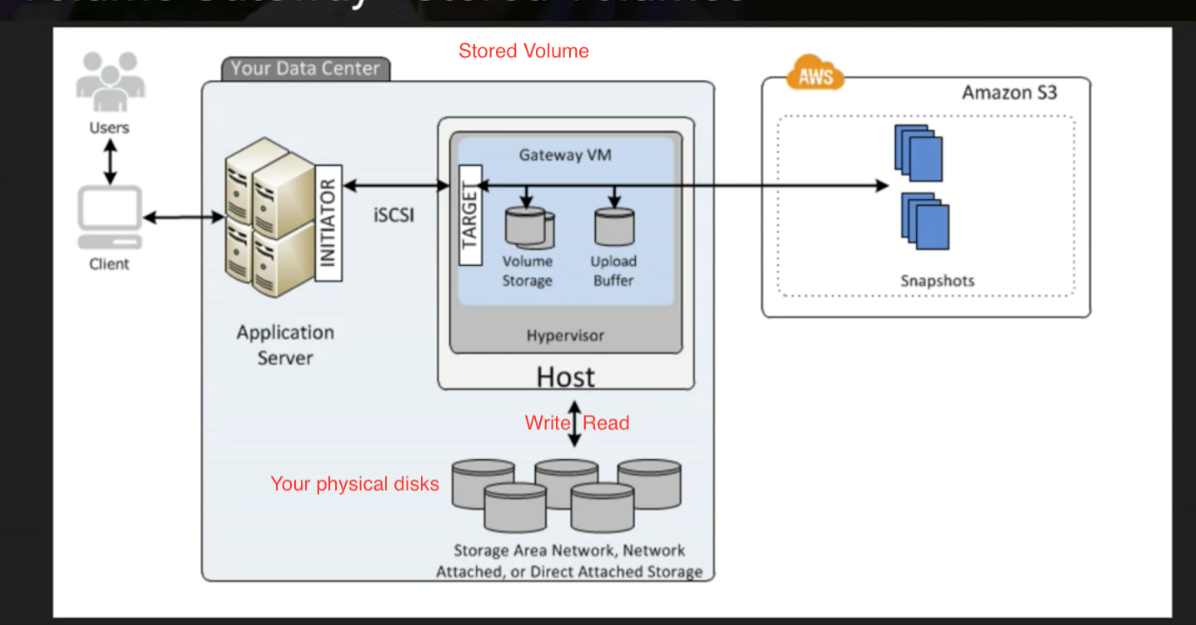 Stored Volume
Your Data Center
AWS
Amazon S3
Users
Gateway VM
INITIATOR
iSCSI
TARGET
Client
Volume
Storage
Upload
Buffer
Snapshots
Application
Server
Hypervisor
Host
Write Read
Your physical disks
Storage Area Network, Network
Attached, or Direct Attached Storage